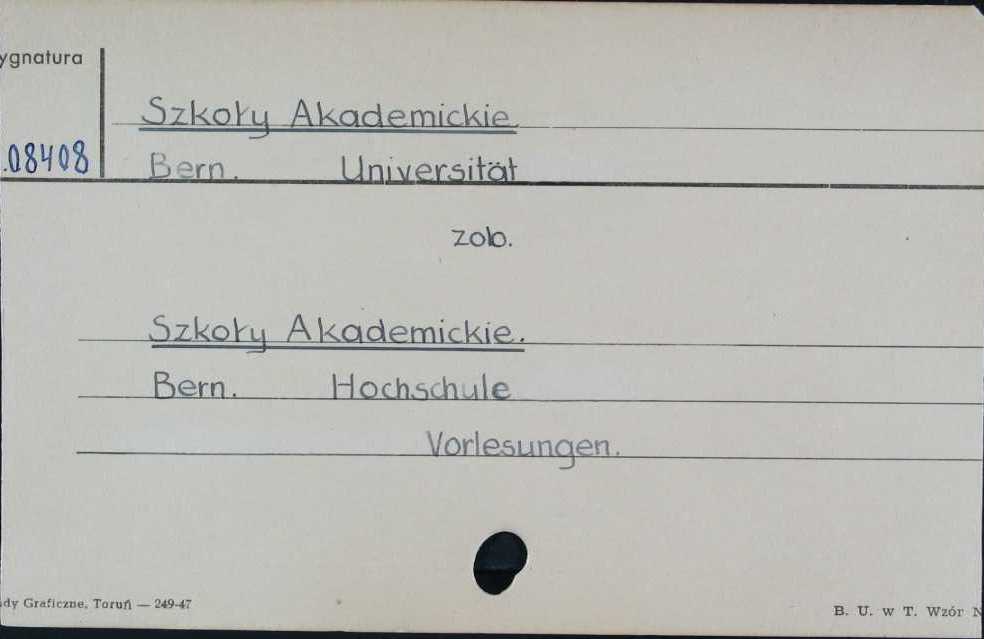 ygnatura
Szkoły Akademickie
.08408
Bern. Universität
zob.
Szkoły Akademickie.
Bern. Hochschule
Vorlesungen.
dy Graficzne, Toruń — 249-47
B. U. w T. Wzór N